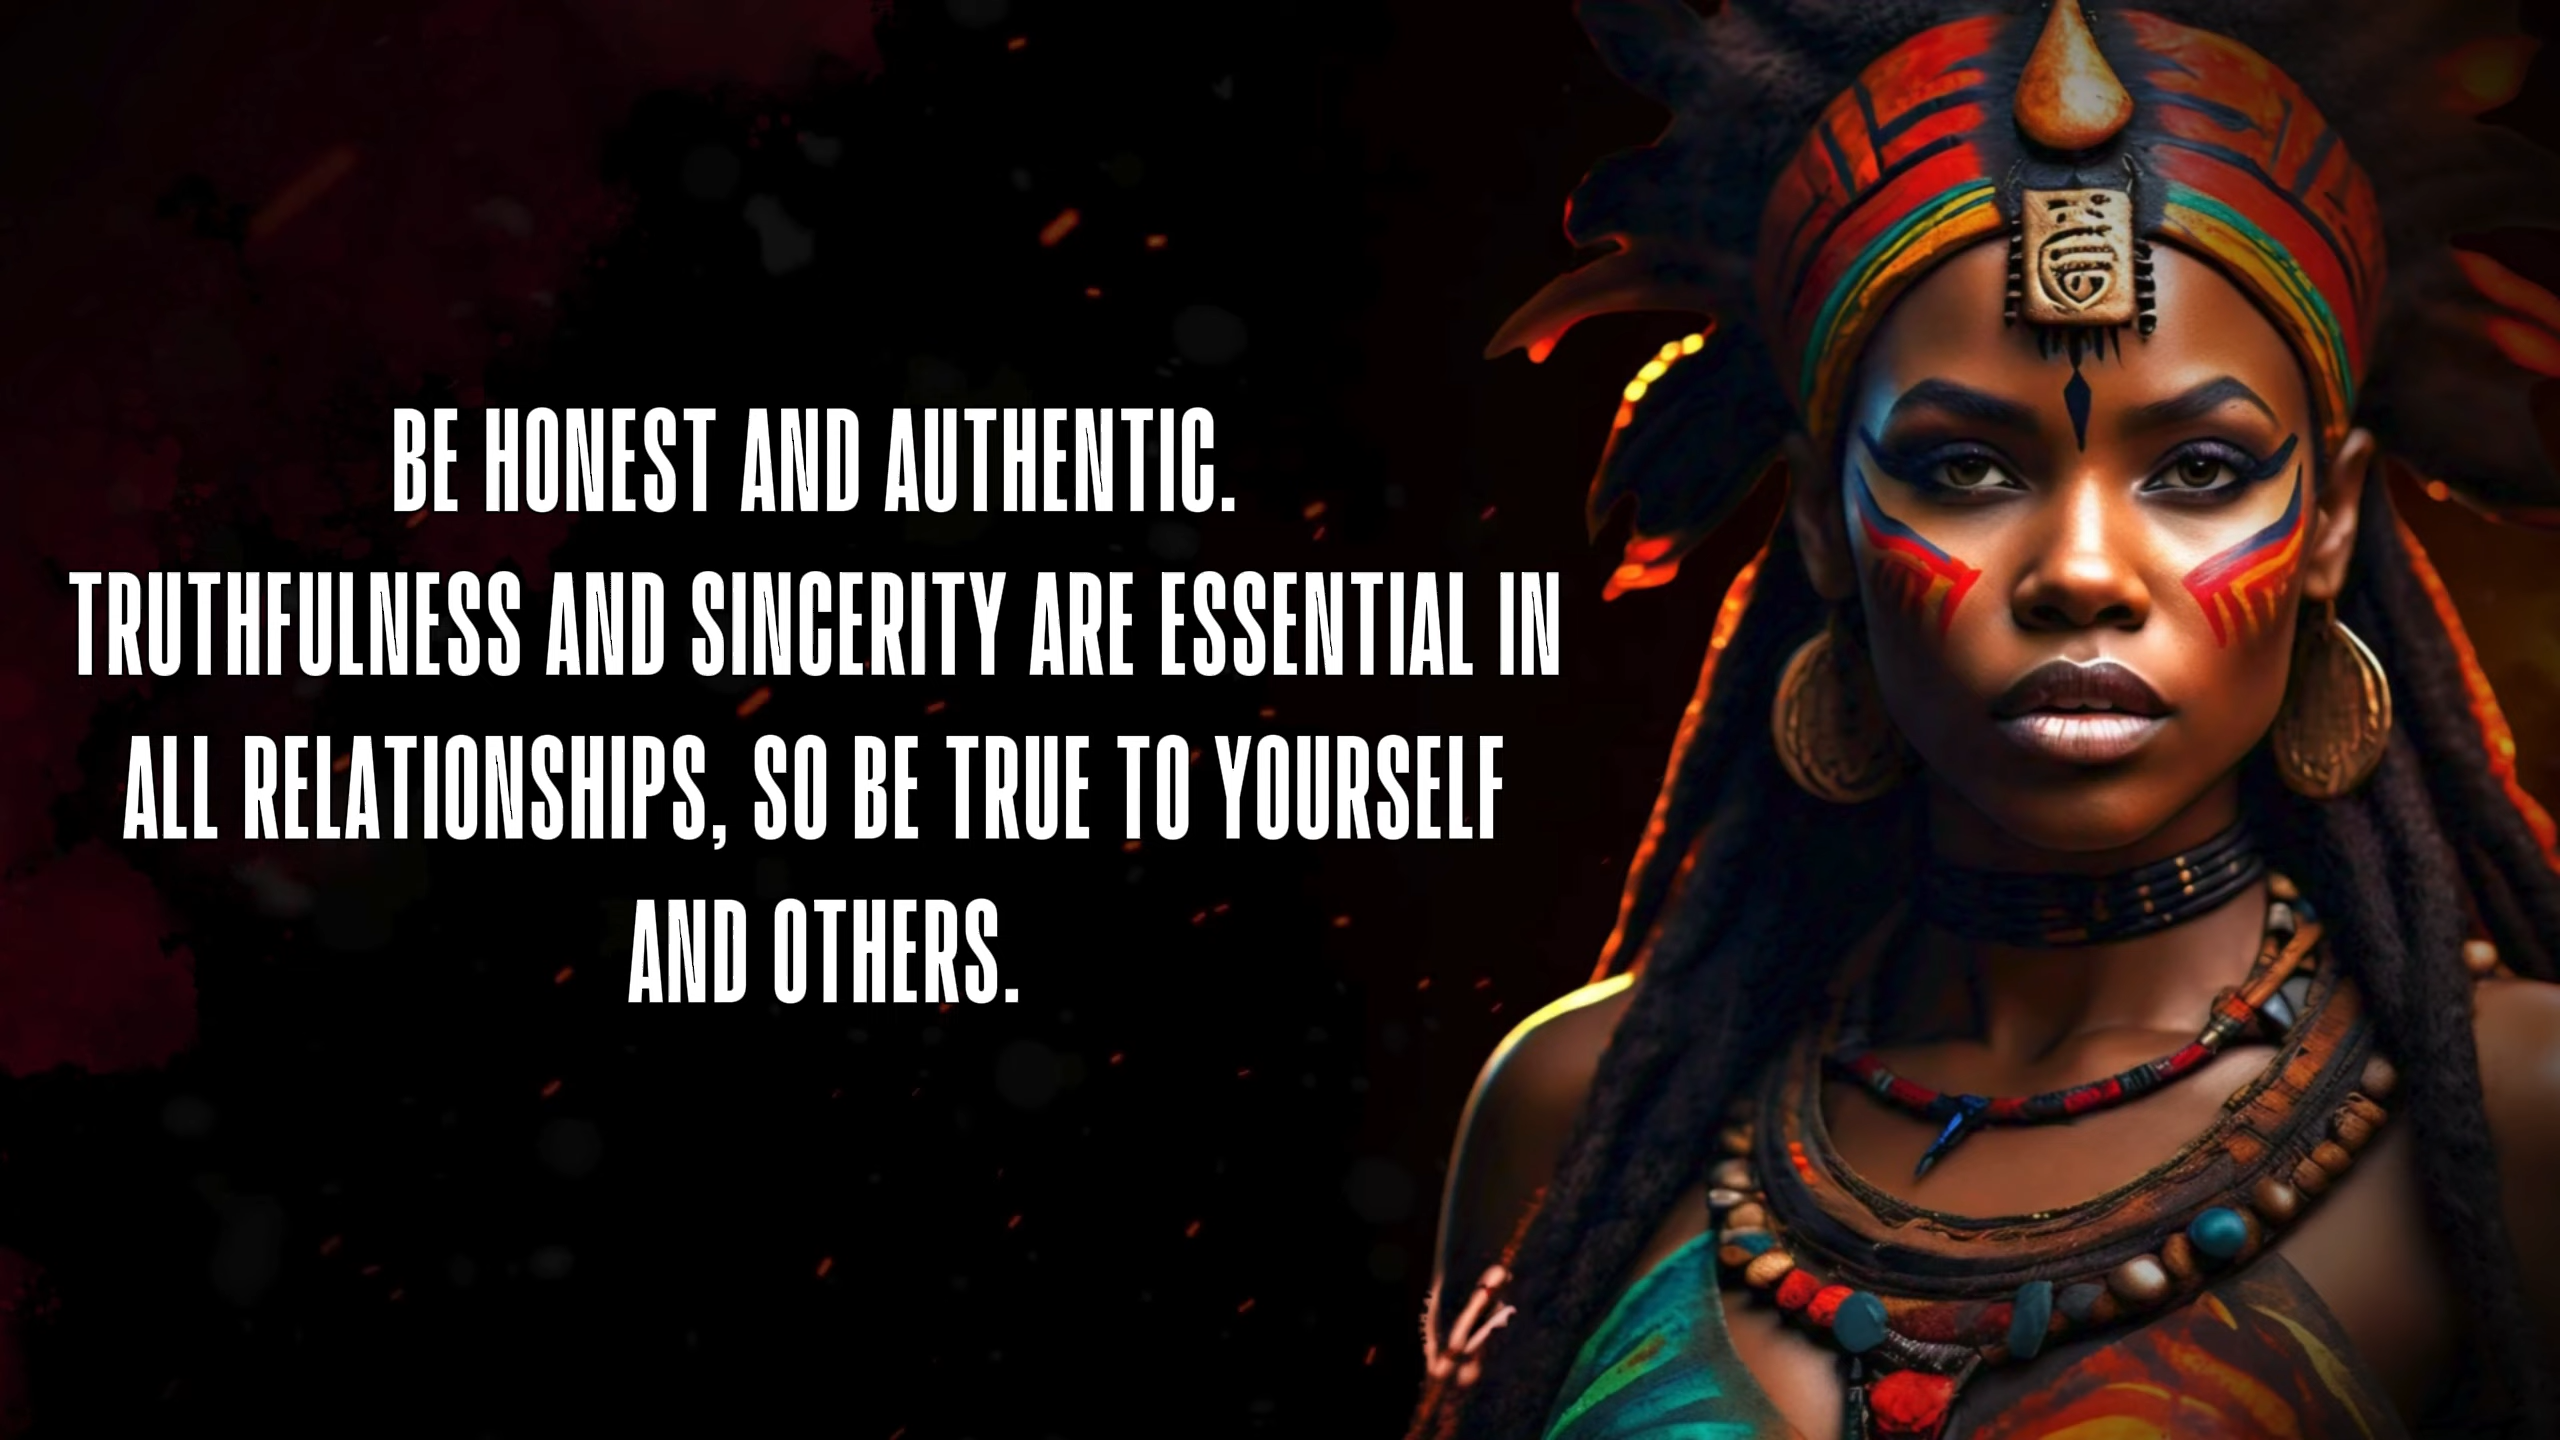 BE HONEST AND AUTHENTIC.
TRUTHFULNESS AND SINCERITY ARE ESSENTIAL IN
ALL RELATIONSHIPS, SO BE TRUE TO YOURSELF
AND OTHERS.